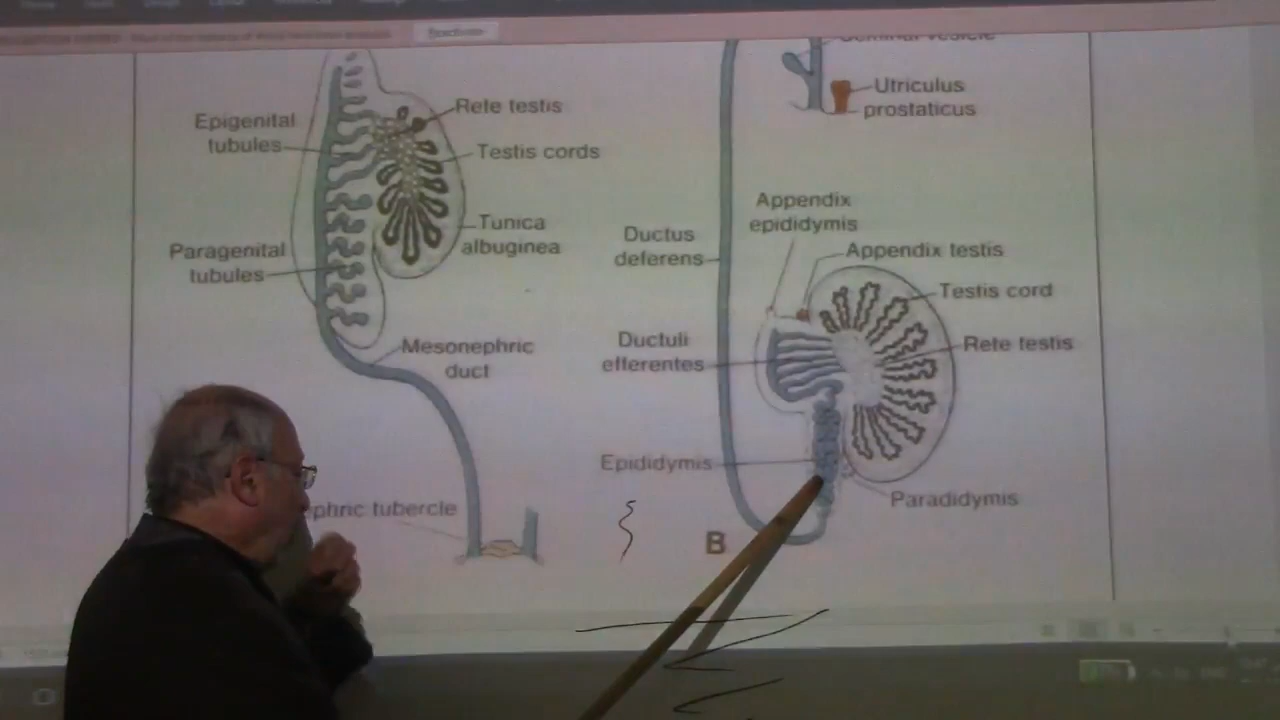 Epigenital
tubules
Rete testis
Testis cords
Tunica
albuginea
Paragenital
tubules
Mesonephric
duct
phric tubercle
Utriculus
prostaticus
Appendix
epididymis
Ductus
deferens
Appendix testis
Testis cord
Ductuli
efferentes
Rete testis
Epididymis
Paradidymis
B